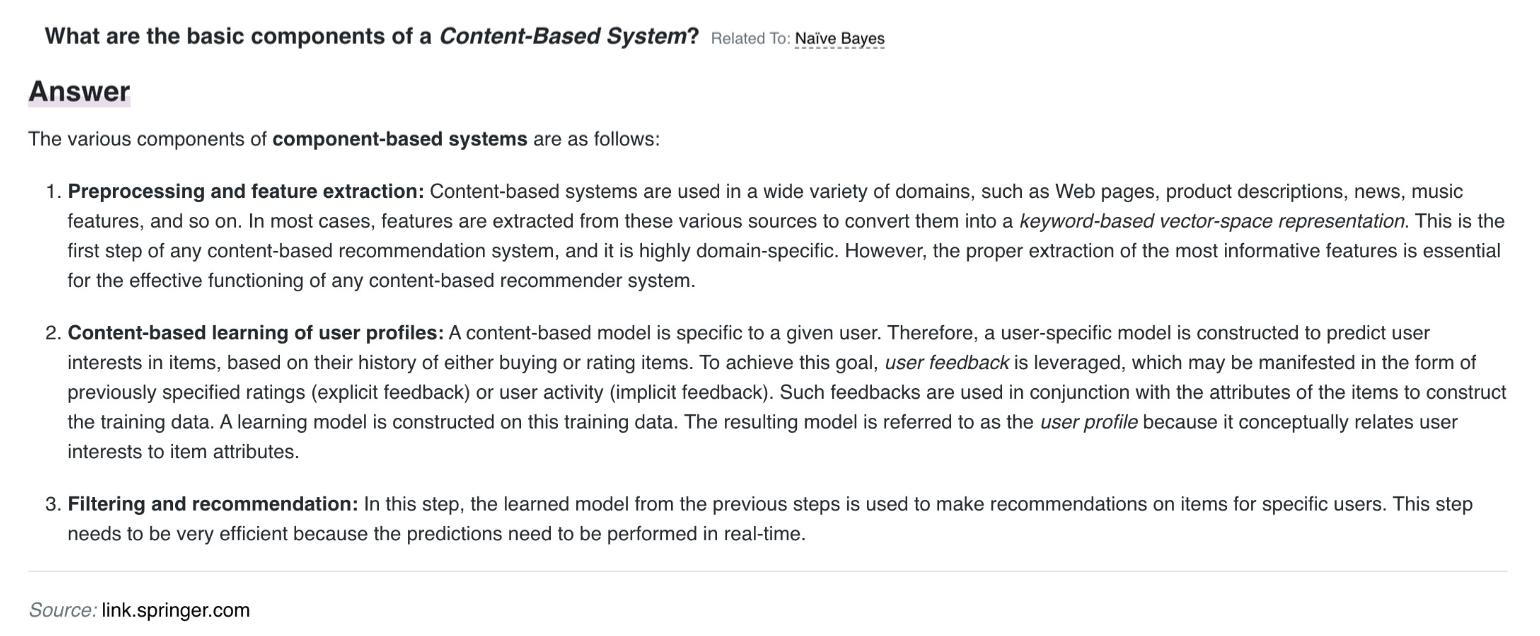 What are the basic components of a Content-Based System? Related To: Naïve Bayes
Answer
The various components of component-based systems are as follows:
1. Preprocessing and feature extraction: Content-based systems are used in a wide variety of domains, such as Web pages, product descriptions, news, music
features, and so on. In most cases, features are extracted from these various sources to convert them into a keyword-based vector-space representation. This is the
first step of any content-based recommendation system, and it is highly domain-specific. However, the proper extraction of the most informative features is essential
for the effective functioning of any content-based recommender system.
2. Content-based learning of user profiles: A content-based model is specific to a given user. Therefore, a user-specific model is constructed to predict user
interests in items, based on their history of either buying or rating items. To achieve this goal, user feedback is leveraged, which may be manifested in the form of
previously specified ratings (explicit feedback) or user activity (implicit feedback). Such feedbacks are used in conjunction with the attributes of the items to construct
the training data. A learning model is constructed on this training data. The resulting model is referred to as the user profile because it conceptually relates user
interests to item attributes.
3. Filtering and recommendation: In this step, the learned model from the previous steps is used to make recommendations on items for specific users. This step
needs to be very efficient because the predictions need to be performed in real-time.
Source: link.springer.com